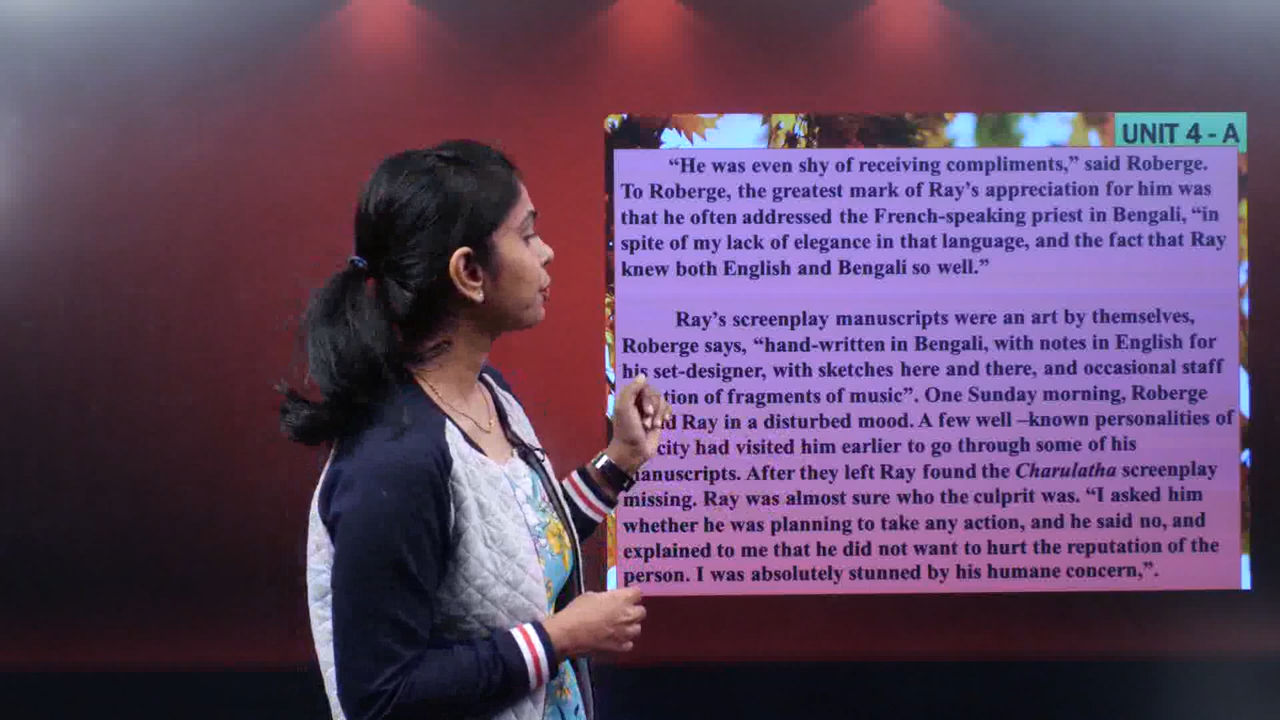 UNIT 4 - A
“He was even shy of receiving compliments,” said Roberge.
To Roberge, the greatest mark of Ray’s appreciation for him was
that he often addressed the French-speaking priest in Bengali, “in
spite of my lack of elegance in that language, and the fact that Ray
knew both English and Bengali so well.”
Ray’s screenplay manuscripts were an art by themselves,
Roberge says, “hand-written in Bengali, with notes in English for
his set-designer, with sketches here and there, and occasional staff
tion of fragments of music”. One Sunday morning, Roberge
d Ray in a disturbed mood. A few well –known personalities of
city had visited him earlier to go through some of his
manuscripts. After they left Ray found the Charulatha screenplay
missing. Ray was almost sure who the culprit was. “I asked him
whether he was planning to take any action, and he said no, and
explained to me that he did not want to hurt the reputation of the
person. I was absolutely stunned by his humane concern,”.